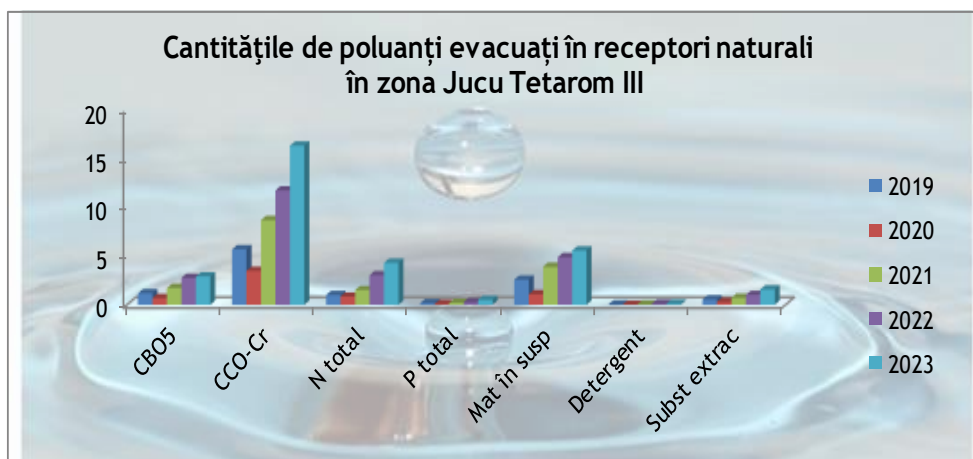 Cantitățile de poluanți evacuați în receptori naturali
în zona Jucu Tetarom III
20
15
10
5
0
CBO5
CCO-Cr
N total
P total
Mat în susp
Detergent
Subst extrac
2019
2020
2021
2022
2023